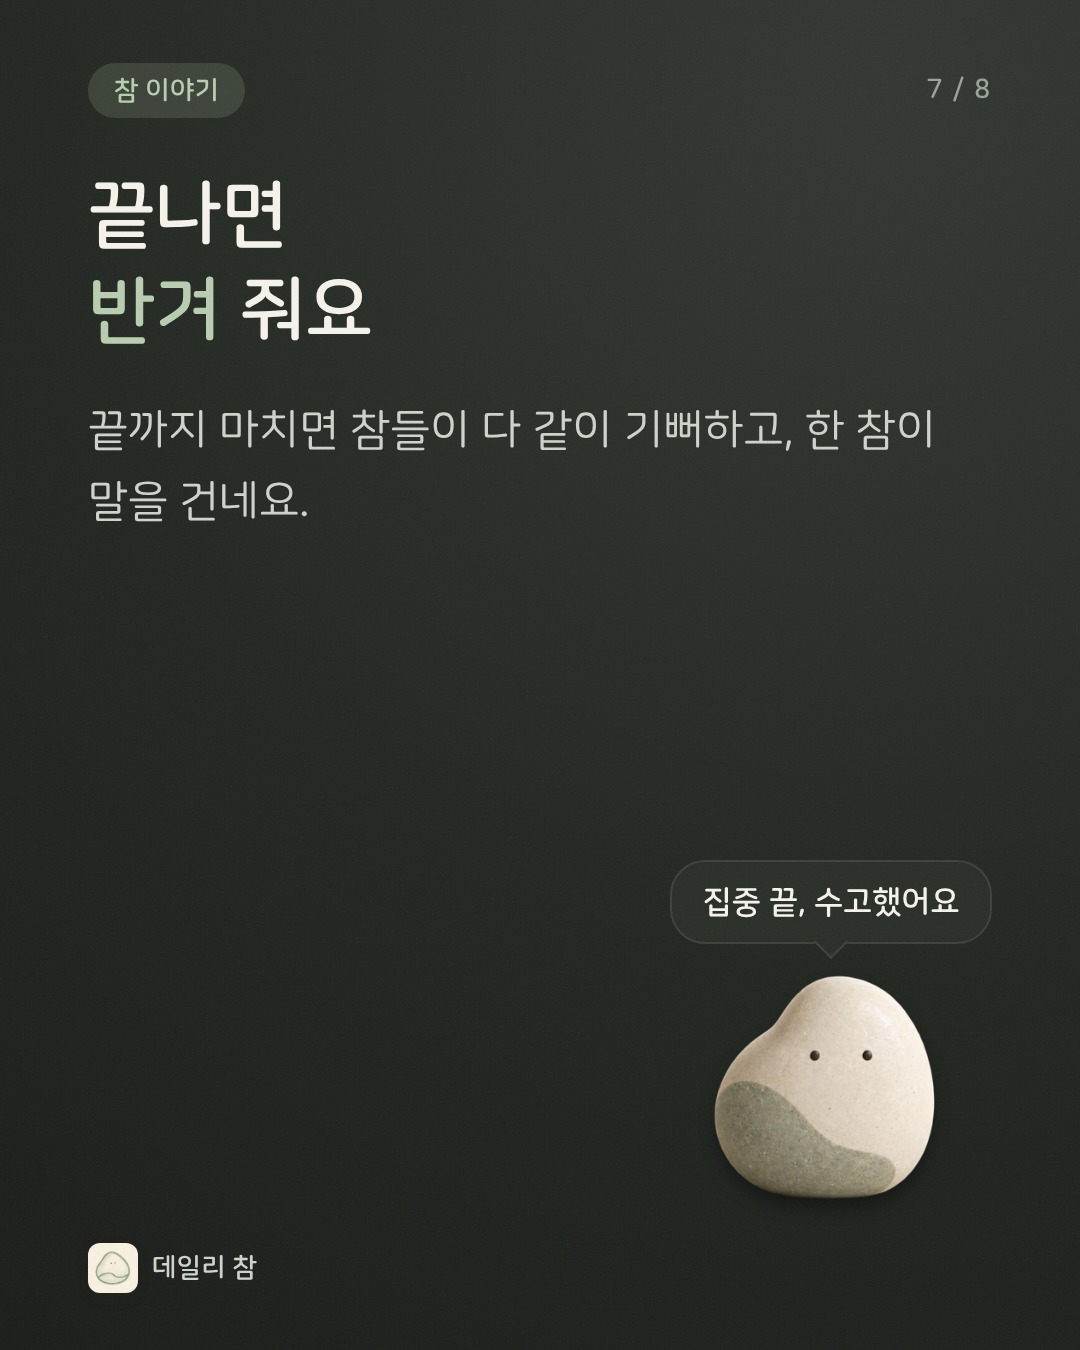 참 이야기
7 / 8
끝나면
반겨 줘요
끝까지 마치면 참들이 다 같이 기뻐하고, 한 참이
말을 건네요.
집중 끝, 수고했어요
데일리 참